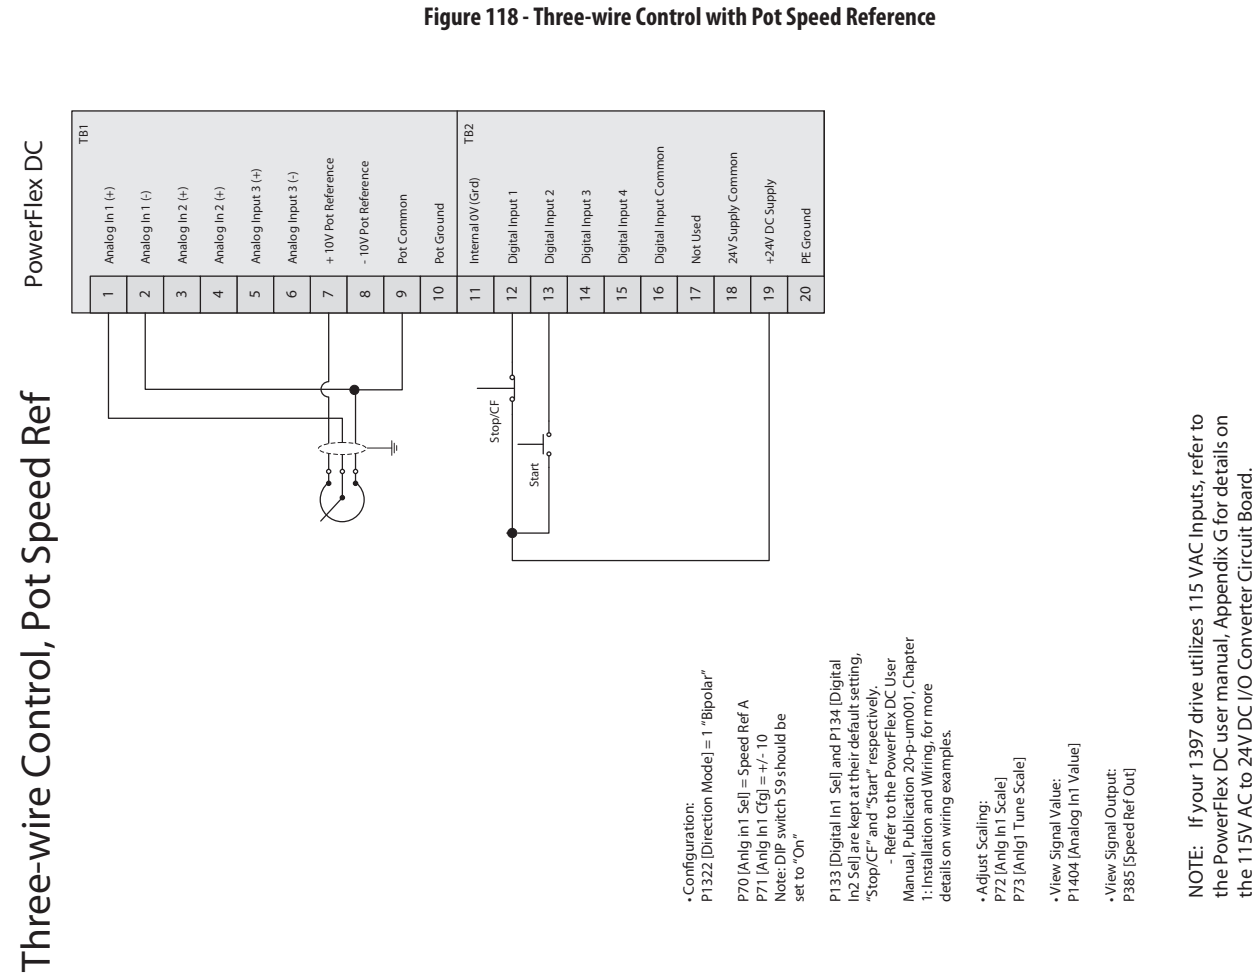 Figure 118 - Three-wire Control with Pot Speed Reference
Three-wire Control, Pot Speed Ref
PowerFlex DC
TB1
1 Analog In 1 (+)
2 Analog In 1 (-)
3 Analog In 2 (+)
4 Analog In 2 (+)
5 Analog Input 3 (+)
6 Analog Input 3 (-)
7 + 10V Pot Reference
8 - 10V Pot Reference
9 Pot Common
10 Pot Ground
TB2
11 Internal 0V (Grd)
12 Digital Input 1
13 Digital Input 2
14 Digital Input 3
15 Digital Input 4
16 Digital Input Common
17 Not Used
18 24V Supply Common
19 +24V DC Supply
20 PE Ground
Stop/CF
Start
• Configuration:
P1322 [Direction Mode] = 1 “Bipolar”
P70 [Anlg in1 Sel] = Speed Ref A
P71 [Anlg In1 Cfg] = +/- 10
Note: DIP switch S9 should be
set to “On”
P133 [Digital In1 Sel] and P134 [Digital
In2 Sel] are kept at their default setting,
“Stop/CF” and “Start” respectively.
- Refer to the PowerFlex DC User
Manual, Publication 20-p-um001, Chapter
1: Installation and Wiring, for more
details on wiring examples.
• Adjust Scaling:
P72 [Anlg In1 Scale]
P73 [Anlg1 Tune Scale]
• View Signal Value:
P1404 [Analog In1 Value]
• View Signal Output:
P385 [Speed Ref Out]
NOTE: If your 1397 drive utilizes 115 VAC Inputs, refer to
the PowerFlex DC user manual, Appendix G for details on
the 115V AC to 24V DC I/O Converter Circuit Board.